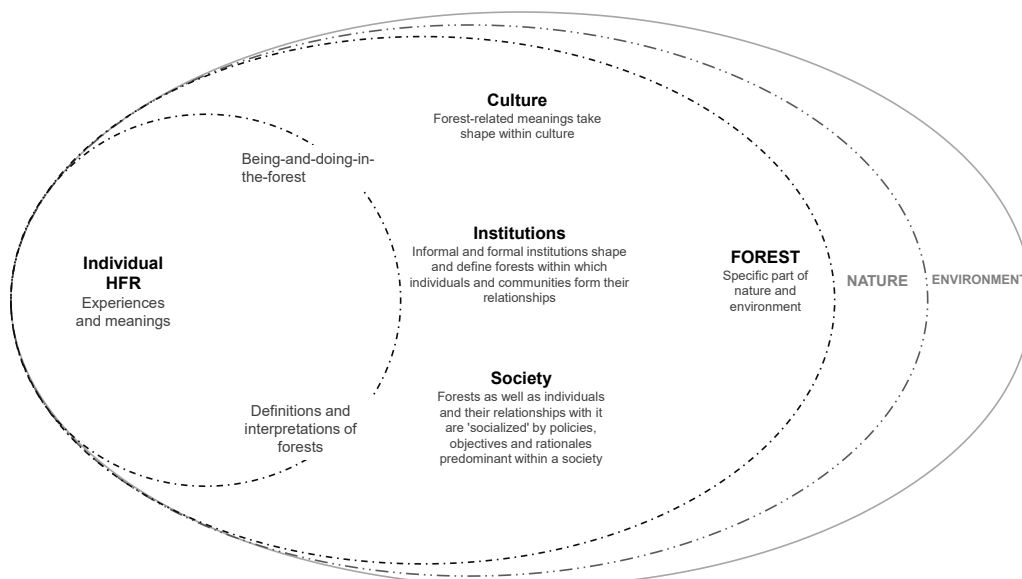 Culture
Forest-related meanings take
shape within culture
Being-and-doing-in-
the-forest
Institutions
Informal and formal institutions shape
and define forests within which
individuals and communities form their
relationships
Individual
HFR
Experiences
and meanings
FOREST
Specific part of
nature and
environment
NATURE
ENVIRONMENT
Society
Forests as well as individuals
and their relationships with it
are 'socialized' by policies,
objectives and rationales
predominant within a society
Definitions and
interpretations of
forests